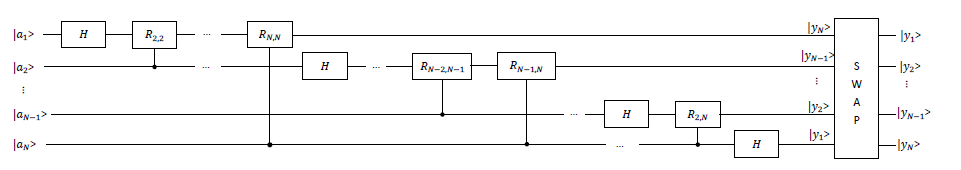 |a₁> H R₂,₂ ... R_N,N |y_N> |y₁>
|a₂> ... H ... R_N−2,N−1 R_N−1,N |y_N−1> |y₂>
⋮ ⋮ ⋮
|a_N−1> ... H R₂,N |y₂> |y_N−1>
|a_N> ... H |y₁> |y_N>
S
W
A
P